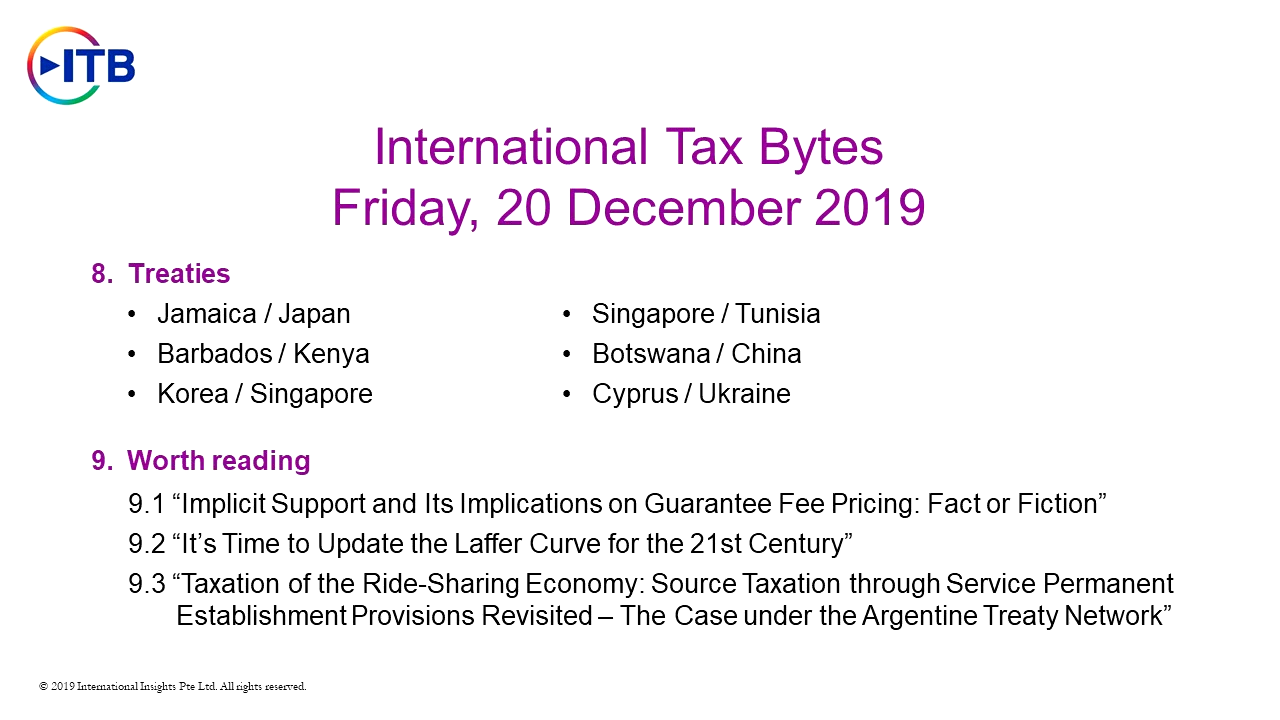 ITB
International Tax Bytes
Friday, 20 December 2019
8. Treaties
• Jamaica / Japan
• Barbados / Kenya
• Korea / Singapore
• Singapore / Tunisia
• Botswana / China
• Cyprus / Ukraine
9. Worth reading
9.1 “Implicit Support and Its Implications on Guarantee Fee Pricing: Fact or Fiction”
9.2 “It’s Time to Update the Laffer Curve for the 21st Century”
9.3 “Taxation of the Ride-Sharing Economy: Source Taxation through Service Permanent
Establishment Provisions Revisited – The Case under the Argentine Treaty Network”
© 2019 International Insights Pte Ltd. All rights reserved.